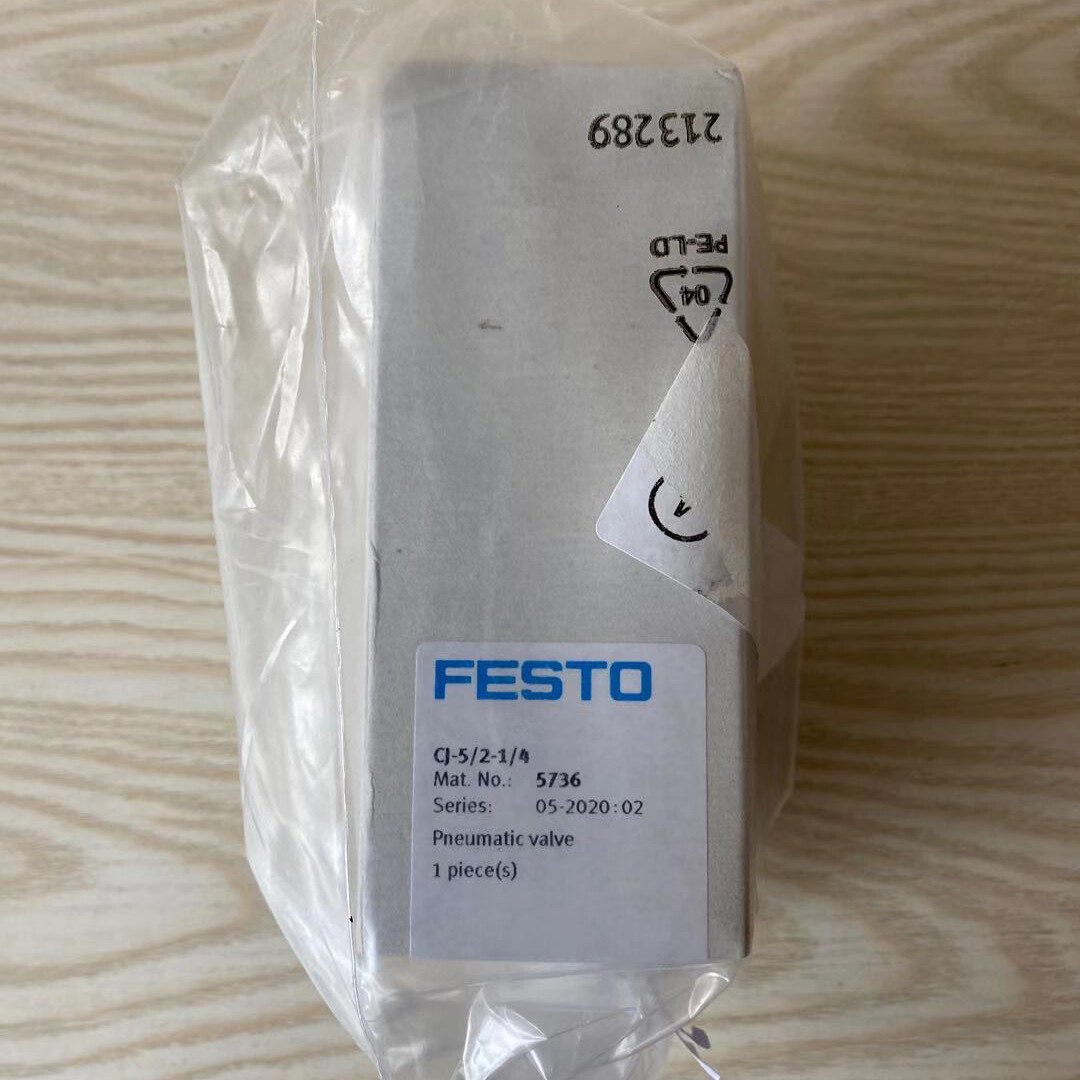 213289
PE-LD
04
A
FESTO
CJ-5/2-1/4
Mat. No.: 5736
Series: 05-2020:02
Pneumatic valve
1 piece(s)